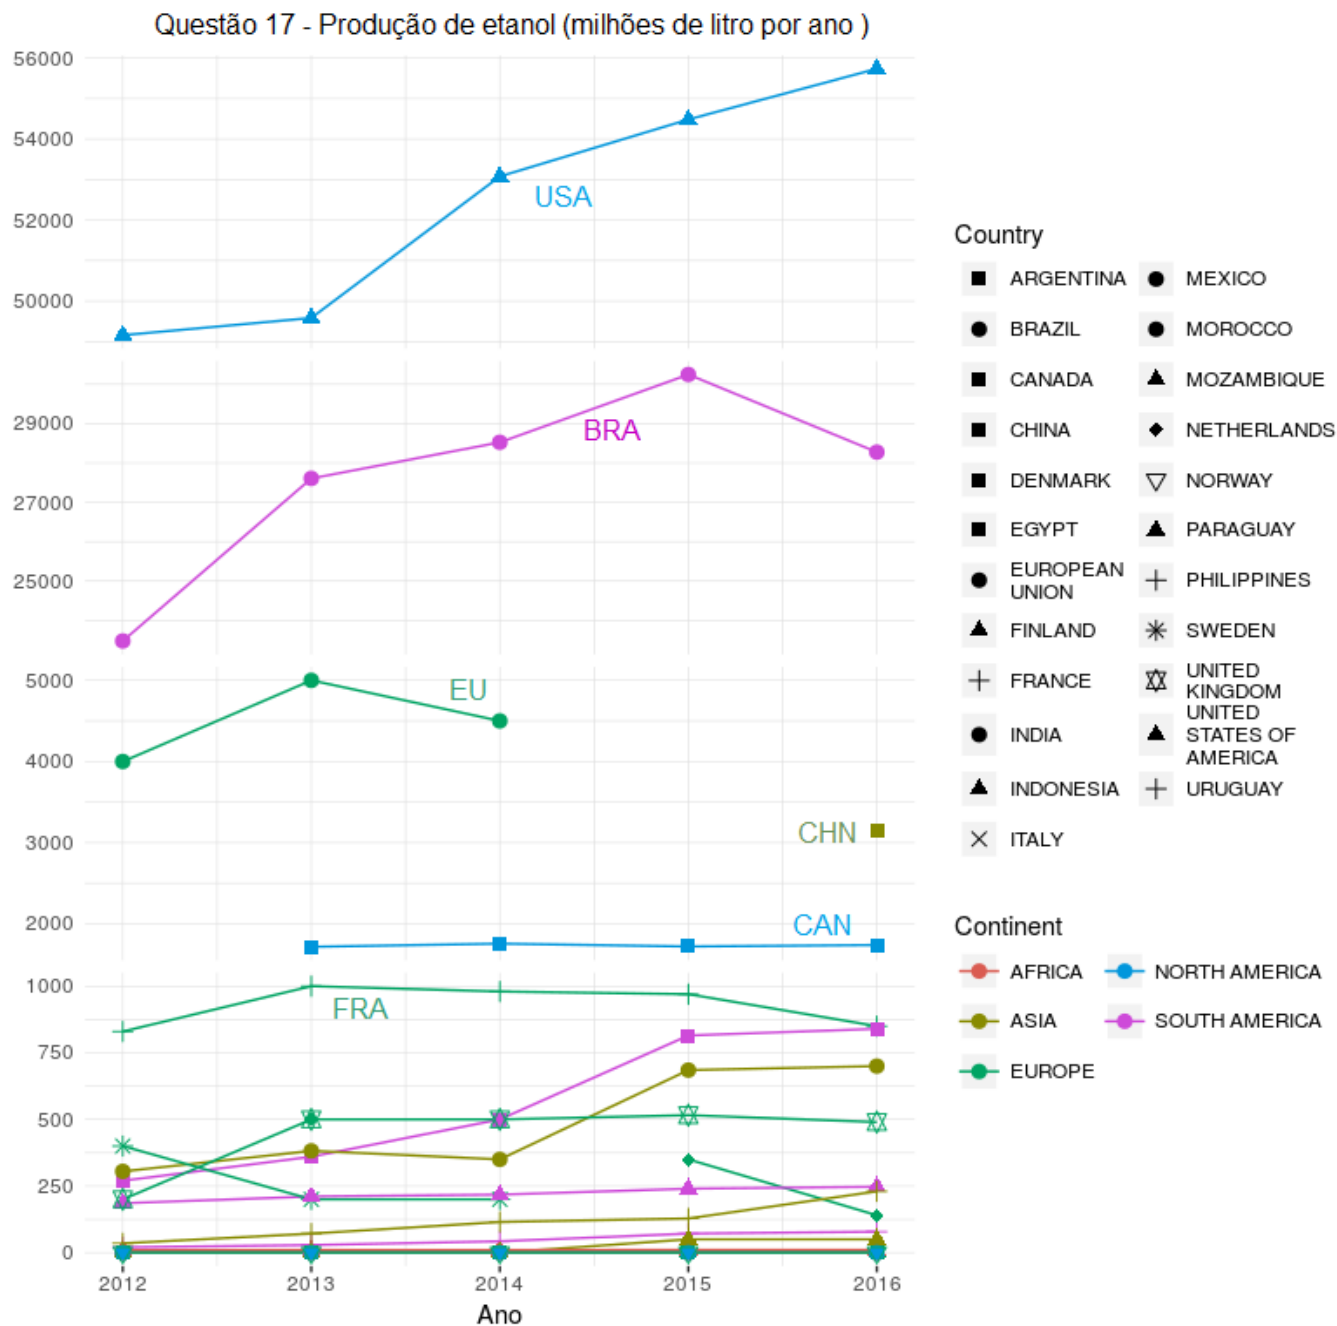 Questão 17 - Produção de etanol (milhões de litro por ano )
56000
54000
52000
50000
USA
29000
27000
25000
BRA
5000
4000
3000
2000
EU
CHN
CAN
1000
750
500
250
0
FRA
2012 2013 2014 2015 2016
Ano
Country
ARGENTINA
BRAZIL
CANADA
CHINA
DENMARK
EGYPT
EUROPEAN
UNION
FINLAND
FRANCE
INDIA
INDONESIA
ITALY
MEXICO
MOROCCO
MOZAMBIQUE
NETHERLANDS
NORWAY
PARAGUAY
PHILIPPINES
SWEDEN
UNITED
KINGDOM
UNITED
STATES OF
AMERICA
URUGUAY
Continent
AFRICA
ASIA
EUROPE
NORTH AMERICA
SOUTH AMERICA